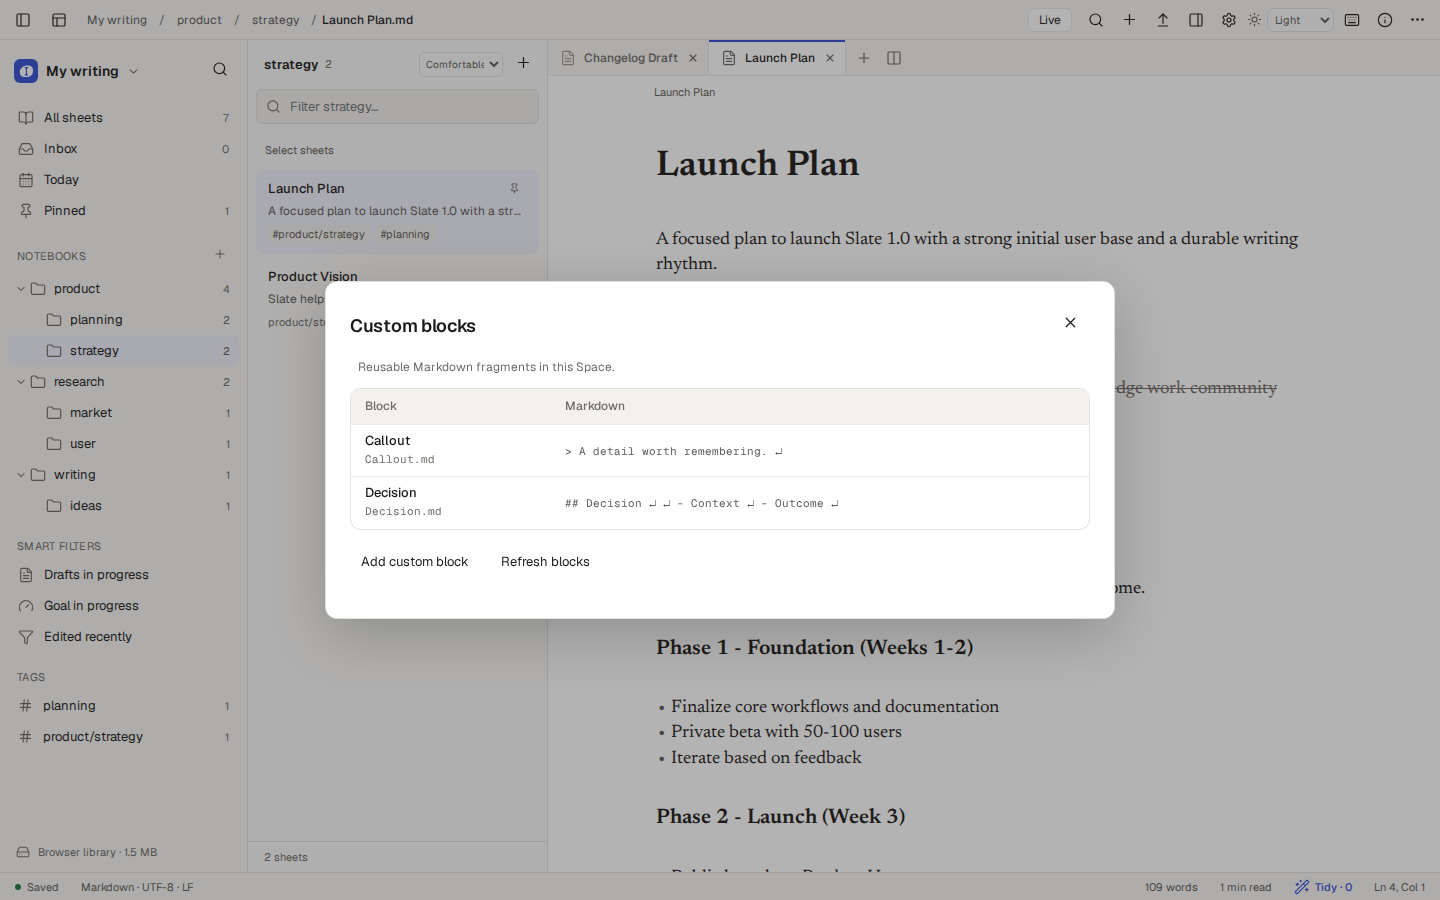 My writing / product / strategy / Launch Plan.md
Live
Light
My writing
All sheets 7
Inbox 0
Today
Pinned 1
NOTEBOOKS
product 4
planning 2
strategy 2
research 2
market 1
user 1
writing 1
ideas 1
SMART FILTERS
Drafts in progress
Goal in progress
Edited recently
TAGS
# planning 1
# product/strategy 1
Browser library · 1.5 MB
strategy 2
Comfortable
Filter strategy...
Select sheets
Launch Plan
A focused plan to launch Slate 1.0 with a str...
#product/strategy #planning
Product Vision
Slate help
product/str
2 sheets
Changelog Draft
Launch Plan
Launch Plan
Launch Plan
A focused plan to launch Slate 1.0 with a strong initial user base and a durable writing
rhythm.
dge work community
ome.
Phase 1 - Foundation (Weeks 1-2)
• Finalize core workflows and documentation
• Private beta with 50-100 users
• Iterate based on feedback
Phase 2 - Launch (Week 3)
Custom blocks
Reusable Markdown fragments in this Space.
Block Markdown
Callout
Callout.md
> A detail worth remembering. ↵
Decision
Decision.md
## Decision ↵ ↵ - Context ↵ - Outcome ↵
Add custom block Refresh blocks
Saved Markdown · UTF-8 · LF
109 words 1 min read Tidy · 0 Ln 4, Col 1